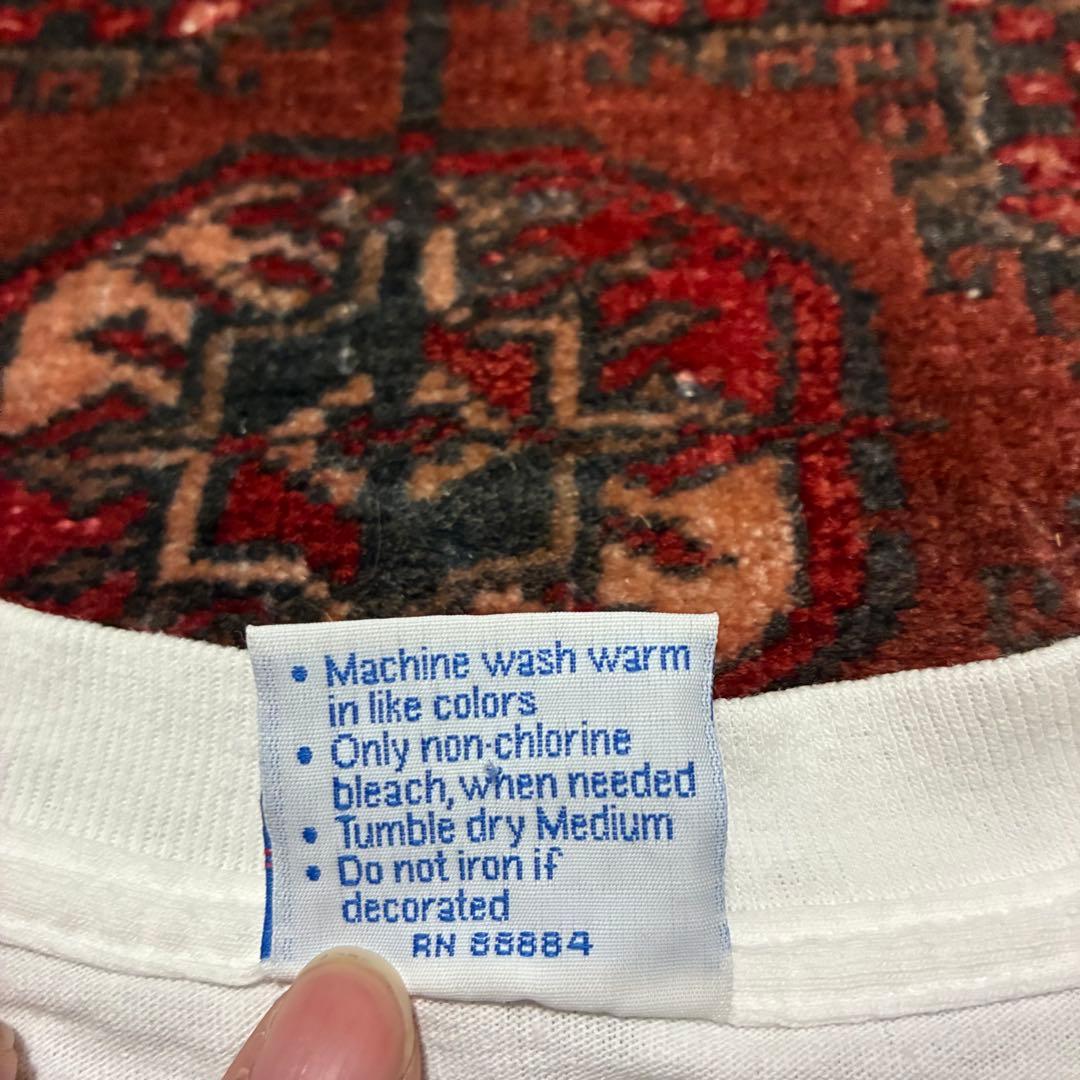 • Machine wash warm
in like colors
• Only non-chlorine
bleach, when needed
• Tumble dry Medium
• Do not iron if
decorated
RN 88884